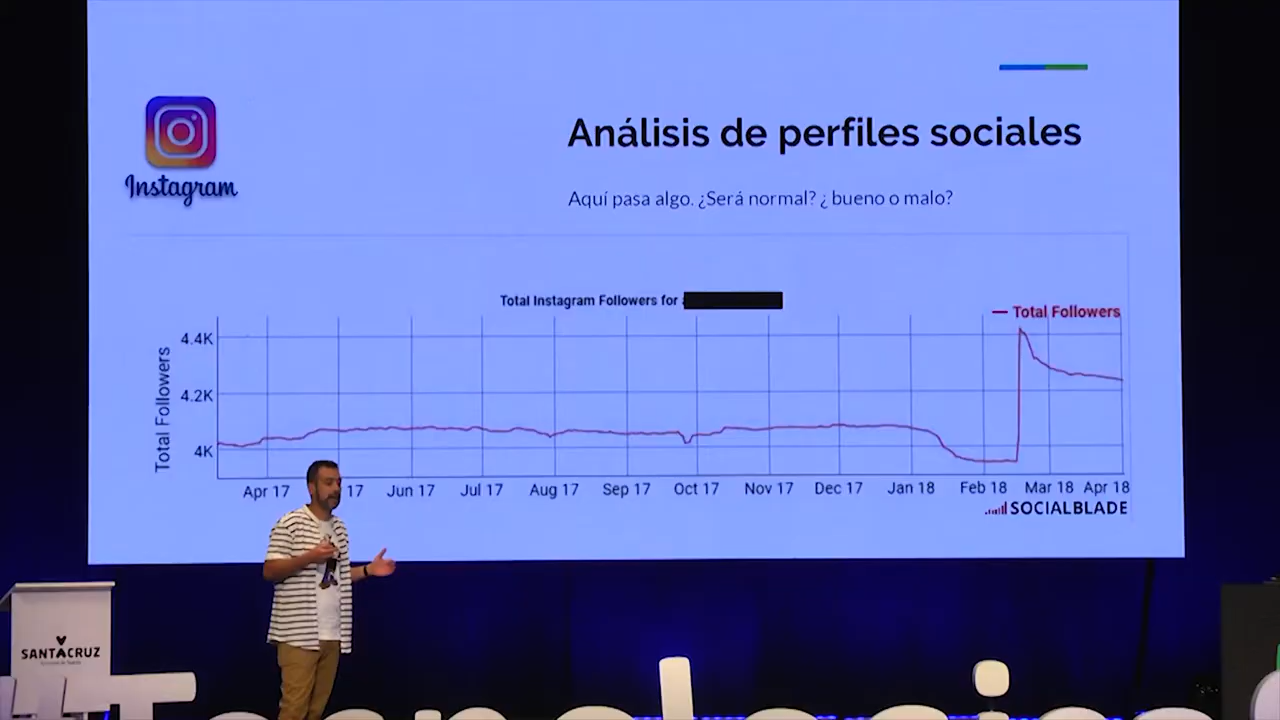 Instagram
Análisis de perfiles sociales
Aquí pasa algo. ¿Será normal? ¿ bueno o malo?
Total Instagram Followers for
Total Followers
Total Followers
4.4K
4.2K
4K
Apr 17
17
Jun 17
Jul 17
Aug 17
Sep 17
Oct 17
Nov 17
Dec 17
Jan 18
Feb 18
Mar 18
Apr 18
SOCIALBLADE
SANTACRUZ